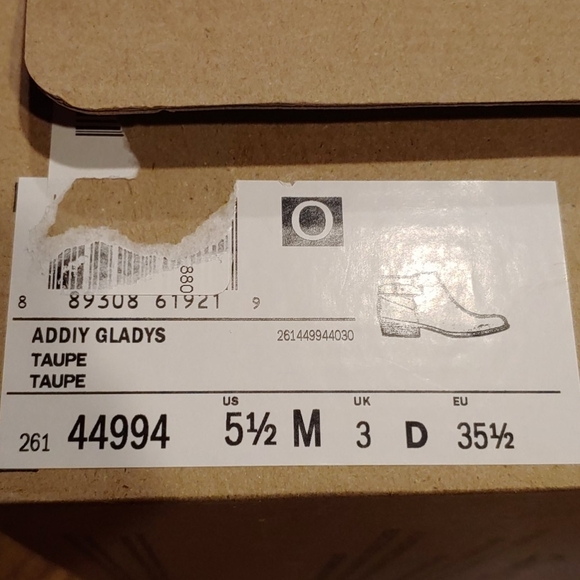 O
880
8 89308 61921 9
ADDIY GLADYS 261449944030
TAUPE
TAUPE
US UK EU
261 44994 5½ M 3 D 35½